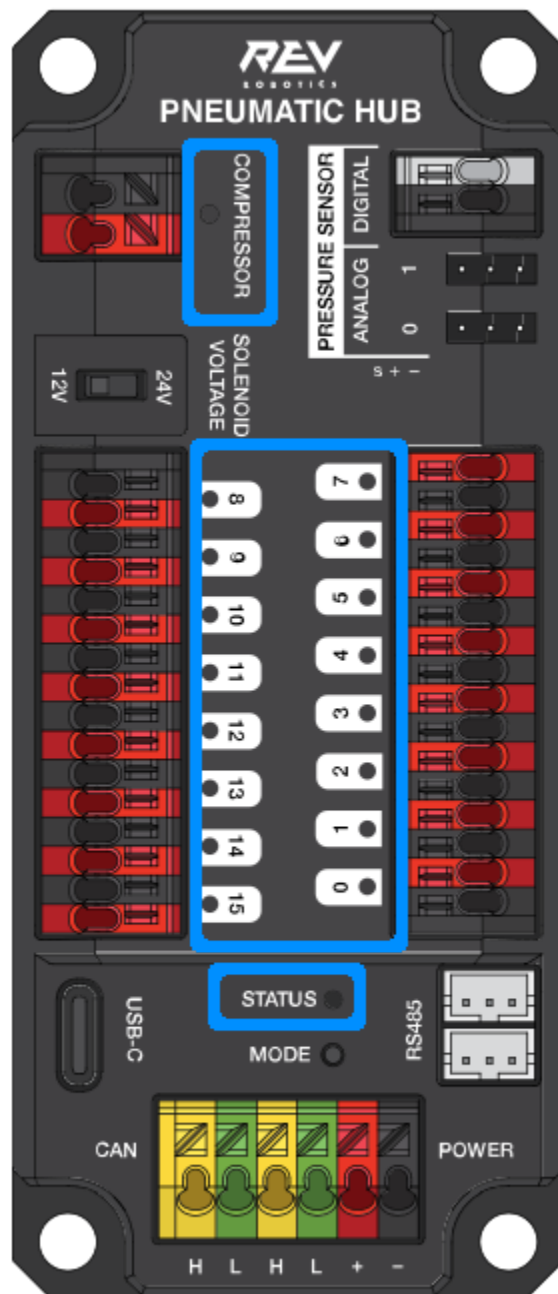 REV
ROBOTICS
PNEUMATIC HUB
COMPRESSOR
PRESSURE SENSOR
DIGITAL
ANALOG
1
0
s + -
12V
24V
SOLENOID
VOLTAGE
8
9
10
11
12
13
14
15
7
6
5
4
3
2
1
0
STATUS
MODE
USB-C
RS485
CAN
POWER
H L H L + -